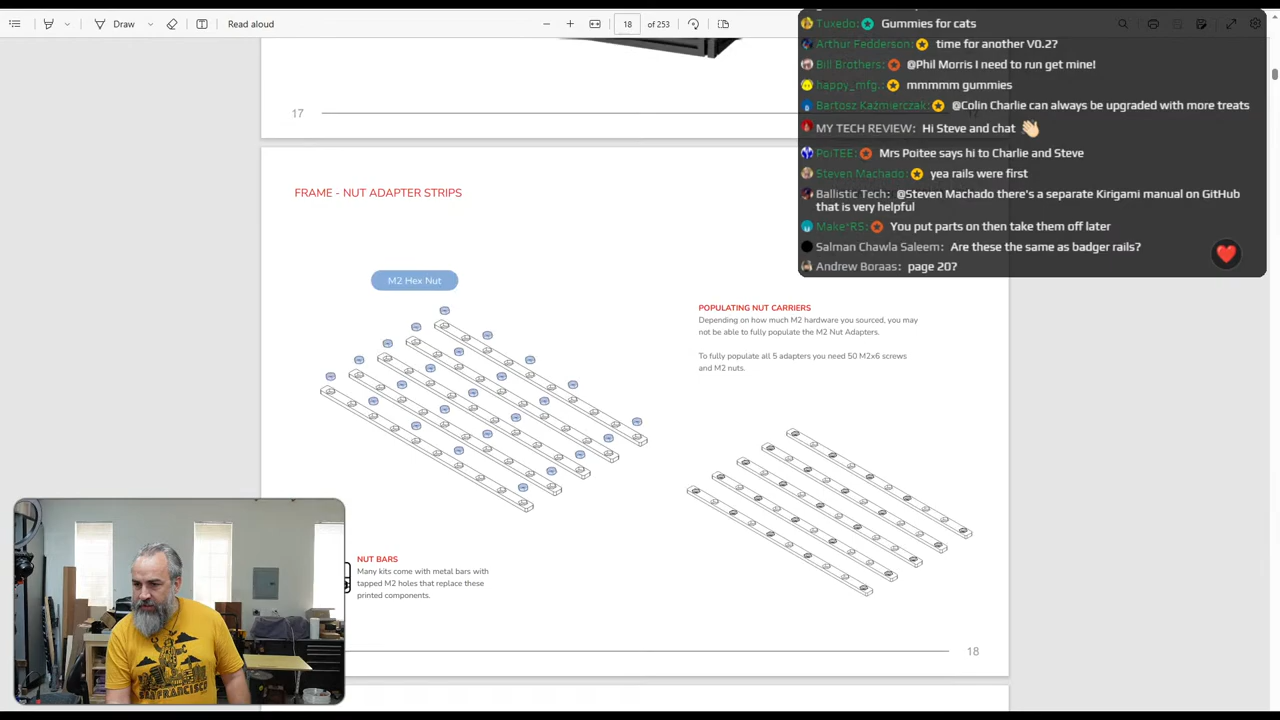 Draw
Read aloud
18 of 253
Tuxedo: Gummies for cats
Arthur Fedderson: time for another V0.2?
Bill Brothers: @Phil Morris I need to run get mine!
happy_mfg.: mmmmm gummies
Bartosz Kaźmierczak: @Colin Charlie can always be upgraded with more treats
MY TECH REVIEW: Hi Steve and chat
PoiTEE: Mrs Poitee says hi to Charlie and Steve
Steven Machado: yea rails were first
Ballistic Tech: @Steven Machado there's a separate Kirigami manual on GitHub
that is very helpful
Make*RS: You put parts on then take them off later
Salman Chawla Saleem: Are these the same as badger rails?
Andrew Boraas: page 20?
17
FRAME - NUT ADAPTER STRIPS
M2 Hex Nut
POPULATING NUT CARRIERS
Depending on how much M2 hardware you sourced, you may
not be able to fully populate the M2 Nut Adapters.
To fully populate all 5 adapters you need 50 M2x6 screws
and M2 nuts.
NUT BARS
Many kits come with metal bars with
tapped M2 holes that replace these
printed components.
18
SAN FRANCISCO